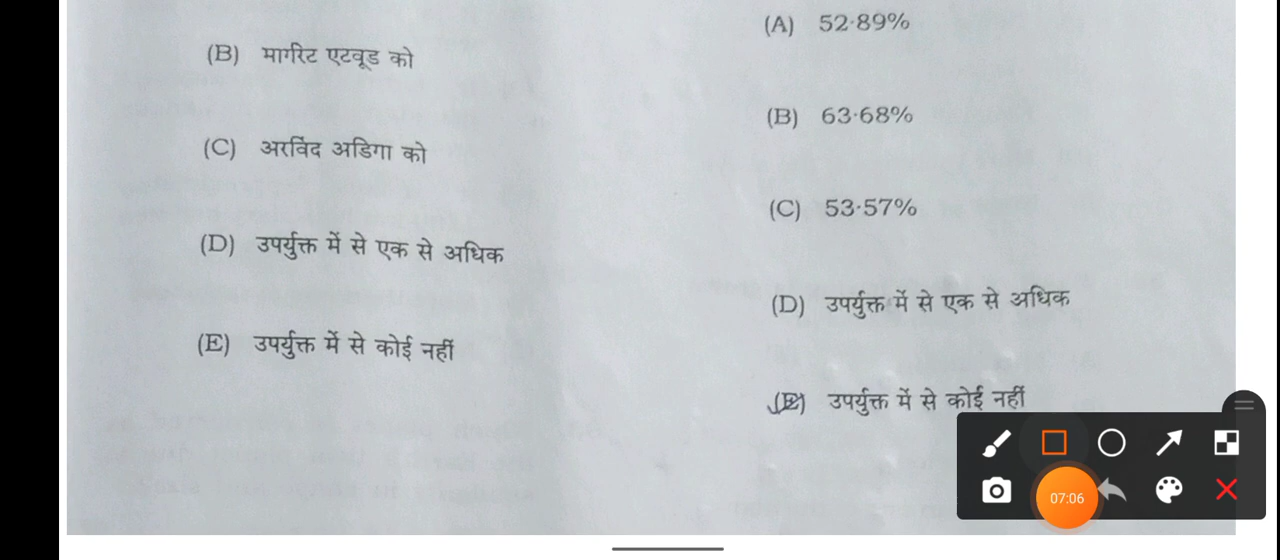 (B) मार्गरेट एटवूड को
(C) अरविंद अडिगा को
(D) उपर्युक्त में से एक से अधिक
(E) उपर्युक्त में से कोई नहीं
(A) 52·89%
(B) 63·68%
(C) 53·57%
(D) उपर्युक्त में से एक से अधिक
(E) उपर्युक्त में से कोई नहीं
07:06